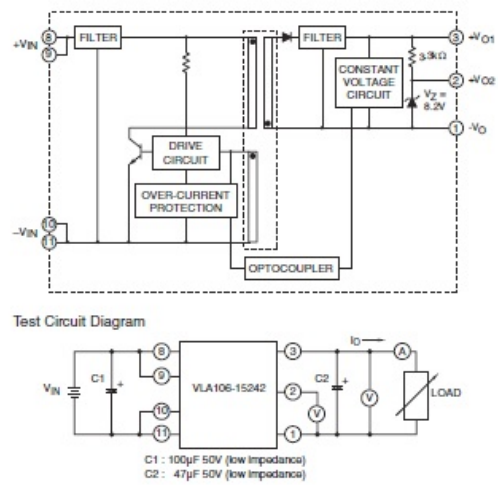 8 FILTER FILTER 3 +VO1
+VIN
9
3.3kΩ
CONSTANT
VOLTAGE
CIRCUIT
2 +VO2
VZ =
8.2V
1 -VO
DRIVE
CIRCUIT
OVER-CURRENT
PROTECTION
10
–VIN
11
OPTOCOUPLER
Test Circuit Diagram
IO
8 3 A
C1 + 9 C2 +
VIN VLA106-15242 2 V LOAD
10 V
11 1
C1 : 100µF 50V (low impedance)
C2 : 47µF 50V (low impedance)